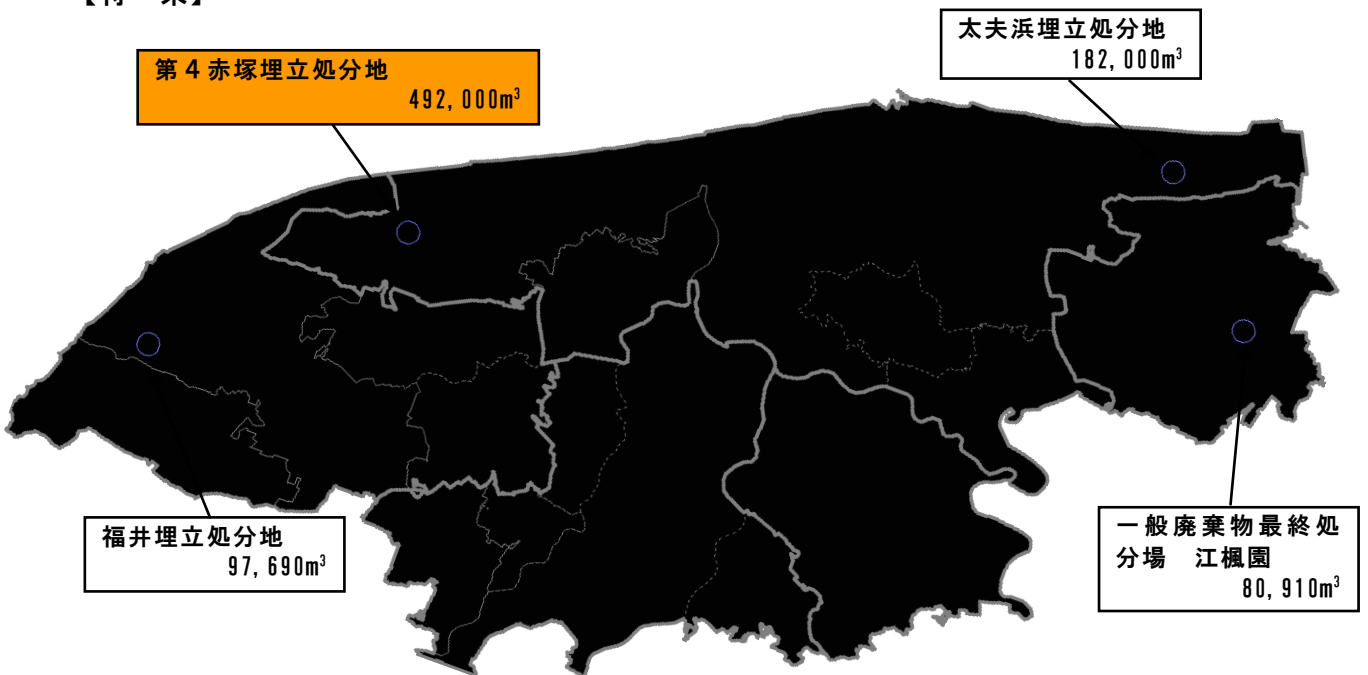 太夫浜埋立処分地
182,000m³
第4赤塚埋立処分地
492,000m³
福井埋立処分地
97,690m³
一般廃棄物最終処
分場 江楓園
80,910m³